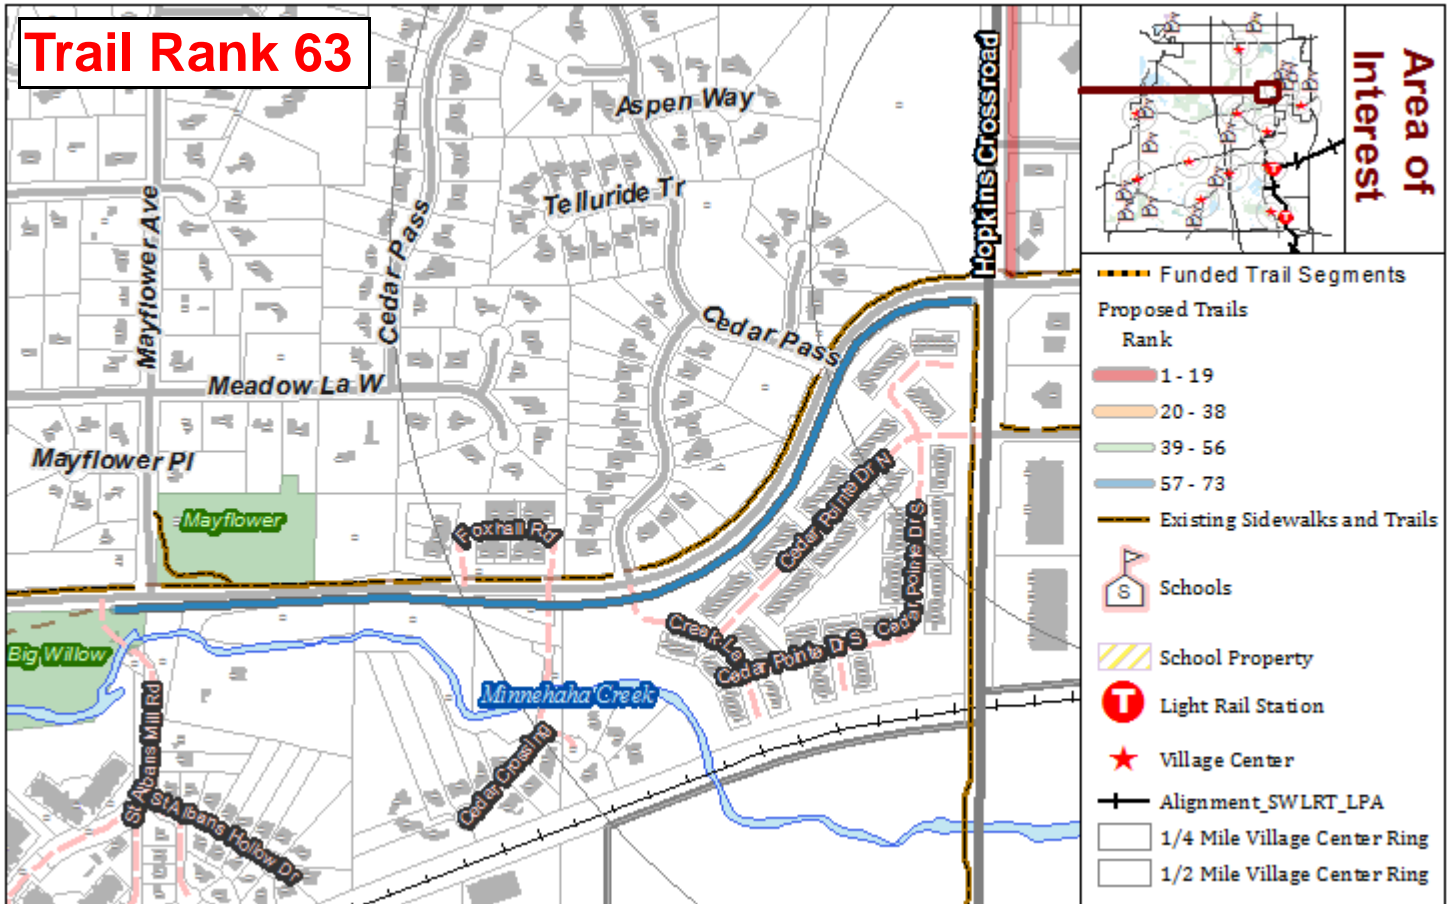 Trail Rank 63
Aspen Way
Hopkins Crossroad
Telluride Tr
Mayflower Ave
Cedar Pass
Cedar Pass
Meadow La W
Mayflower Pl
Mayflower
Foxhall Rd
Cedar Pointe Dr N
Cedar Pointe Dr S
Creek La
Cedar Pointe Dr S
Big Willow
Minnehaha Creek
St Albans Mill Rd
Cedar Crossing
St Albans Hollow Dr
Area of
Interest
T
T
Funded Trail Segments
Proposed Trails
Rank
1 - 19
20 - 38
39 - 56
57 - 73
Existing Sidewalks and Trails
S
Schools
School Property
T
Light Rail Station
Village Center
Alignment_SWLRT_LPA
1/4 Mile Village Center Ring
1/2 Mile Village Center Ring